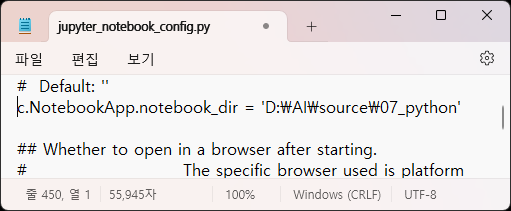 jupyter_notebook_config.py
파일 편집 보기
# Default: ''
c.NotebookApp.notebook_dir = 'D:₩AI₩source₩07_python'
## Whether to open in a browser after starting.
# The specific browser used is platform
줄 450, 열 1 55,945자 100% Windows (CRLF) UTF-8